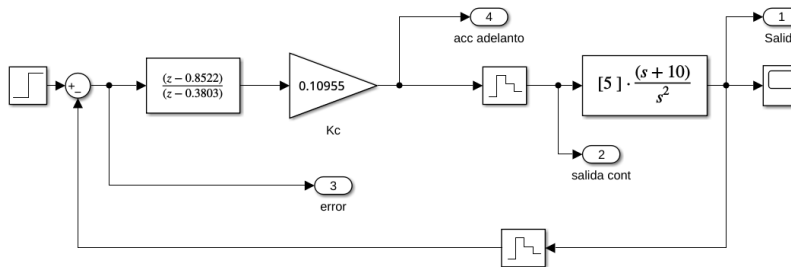 4
acc adelanto
1
Salid
+
−
(z−0.8522)
(z−0.3803)
0.10955
Kc
[5 ] · (s + 10)
s²
2
salida cont
3
error